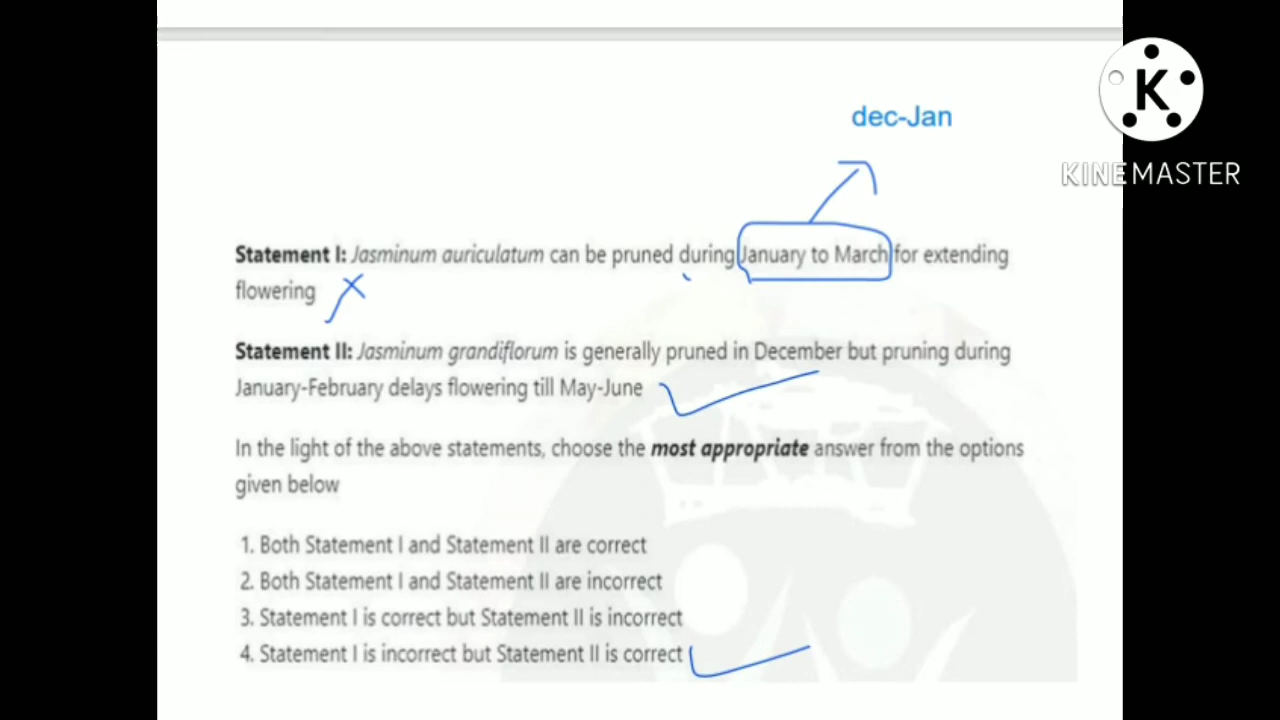 dec-Jan
K
KINEMASTER
Statement I: Jasminum auriculatum can be pruned during January to March for extending
flowering
Statement II: Jasminum grandiflorum is generally pruned in December but pruning during
January-February delays flowering till May-June
In the light of the above statements, choose the most appropriate answer from the options
given below
1. Both Statement I and Statement II are correct
2. Both Statement I and Statement II are incorrect
3. Statement I is correct but Statement II is incorrect
4. Statement I is incorrect but Statement II is correct